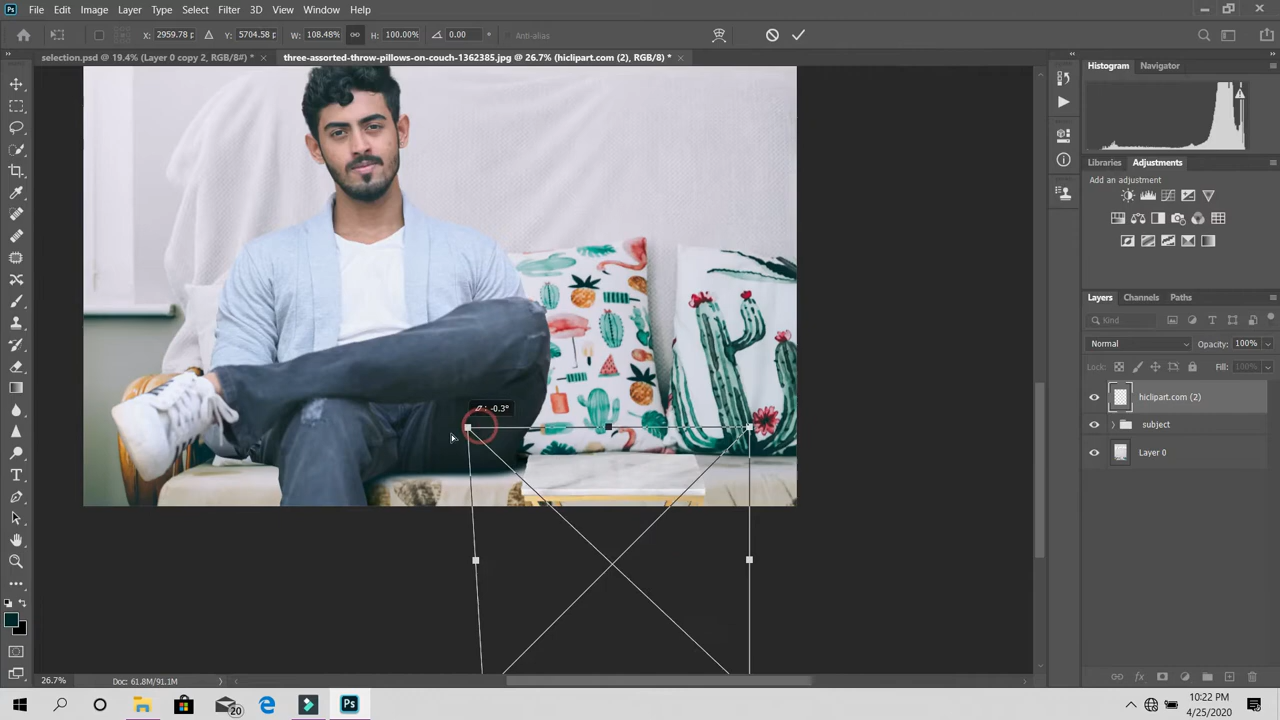 Ps File Edit Image Layer Type Select Filter 3D View Window Help
X: 2959.78 p Y: 5704.58 p W: 108.48% H: 100.00% 0.00 ° Anti-alias
selection.psd @ 19.4% (Layer 0 copy 2, RGB/8#) * × three-assorted-throw-pillows-on-couch-1362385.jpg @ 26.7% (hiclipart.com (2), RGB/8) * ×
Histogram Navigator
Libraries Adjustments
Add an adjustment
Layers Channels Paths
Kind
Normal Opacity: 100%
Lock: Fill: 100%
hiclipart.com (2)
subject
Layer 0
: -0.3°
T
26.7% Doc: 61.8M/91.1M
20
Ps
10:22 PM
4/25/2020